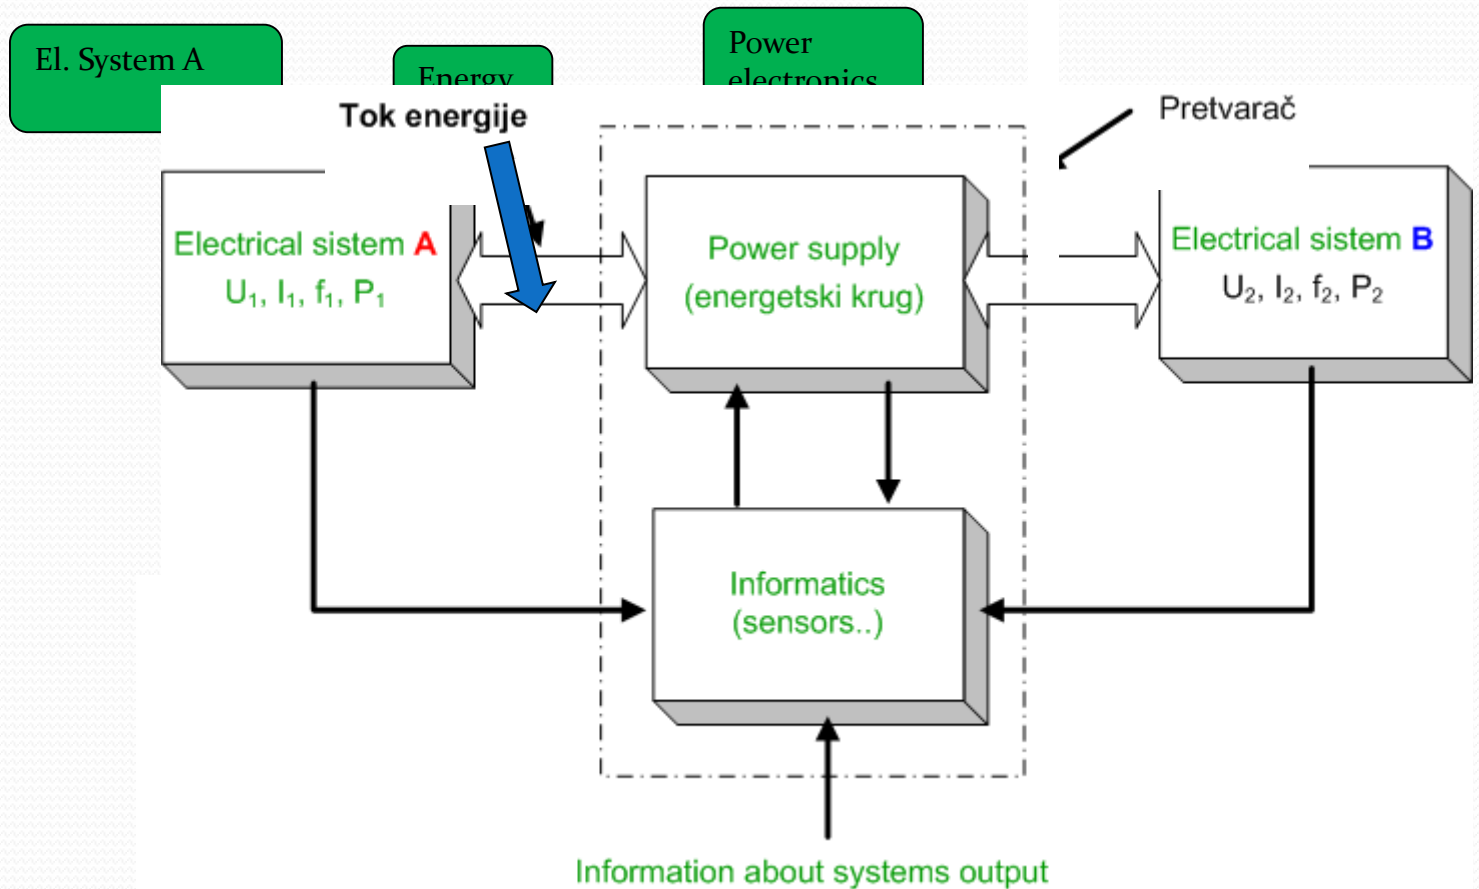 El. System A
Energy
Power
electronics
Tok energije
Pretvarač
Electrical sistem A
U₁, I₁, f₁, P₁
Power supply
(energetski krug)
Electrical sistem B
U₂, I₂, f₂, P₂
Informatics
(sensors..)
Information about systems output